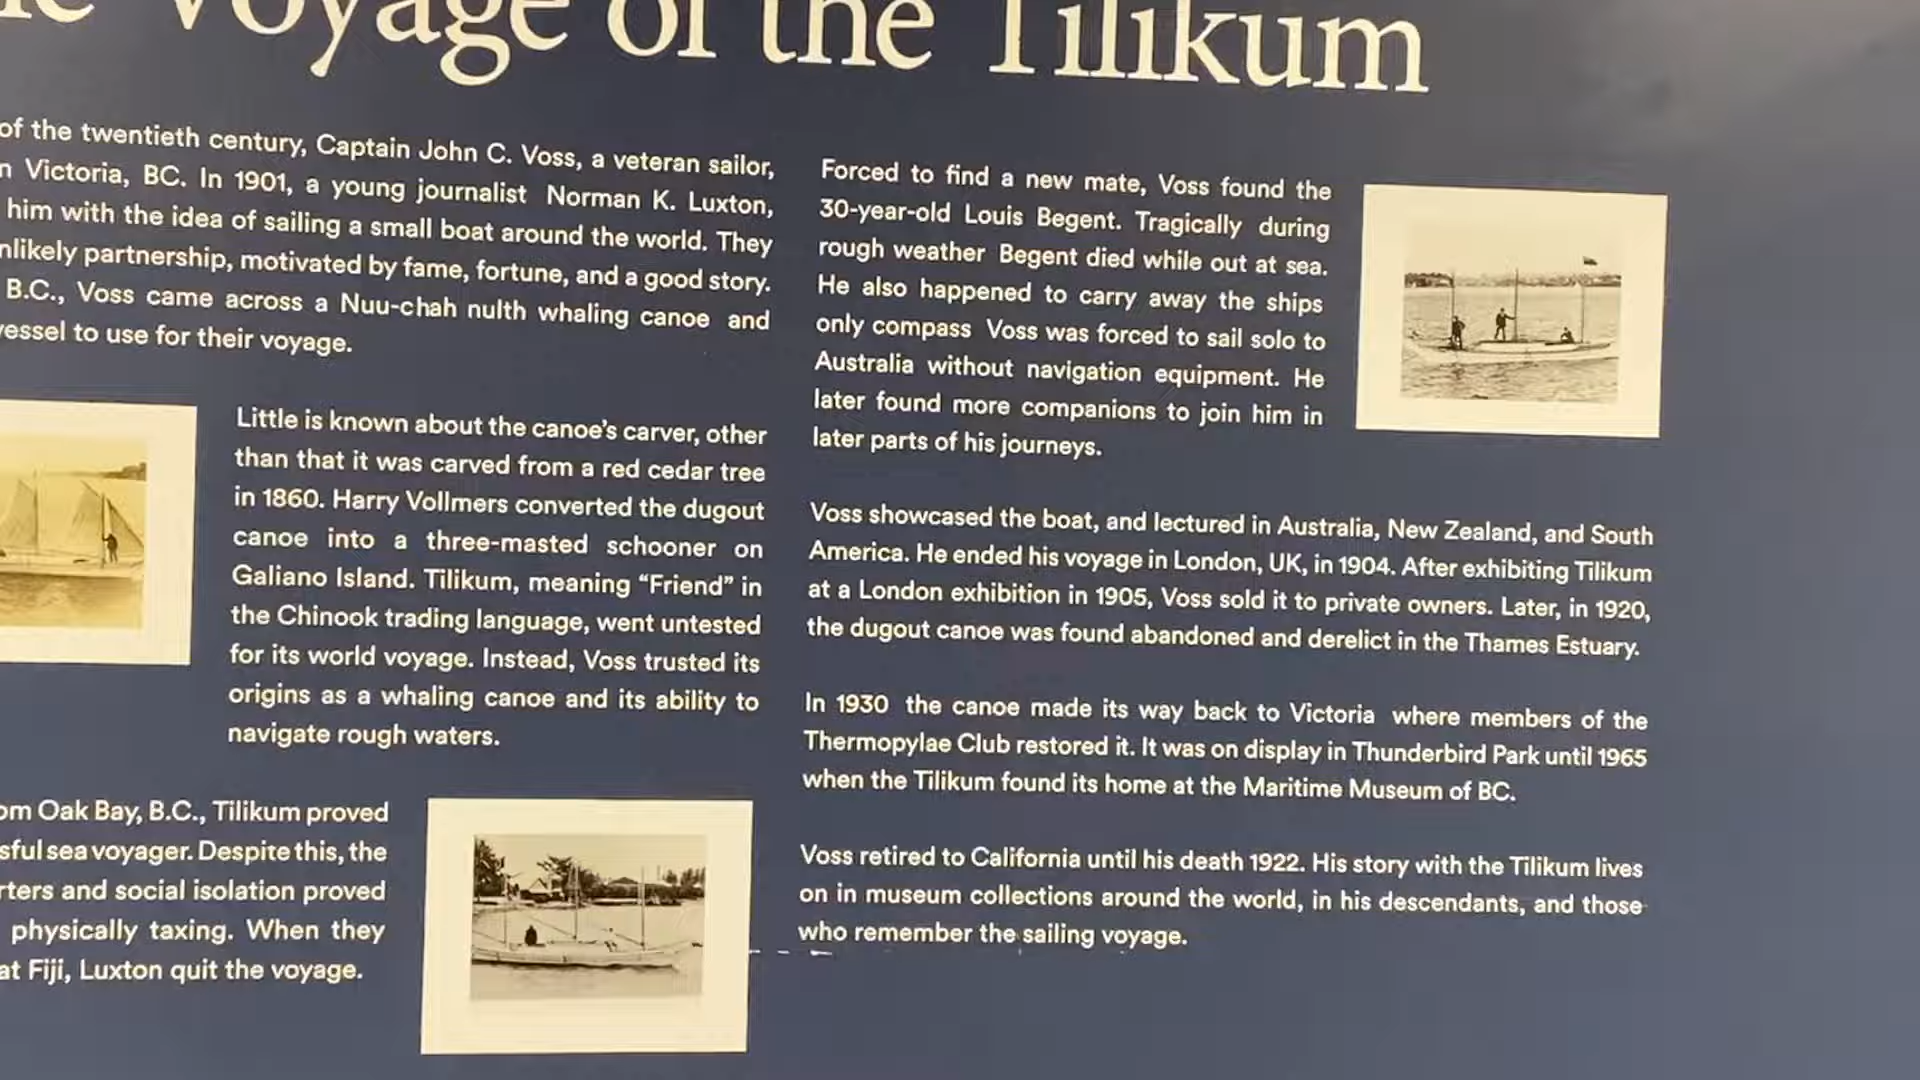 Voyage of the Tilikum
of the twentieth century, Captain John C. Voss, a veteran sailor,
Victoria, BC. In 1901, a young journalist Norman K. Luxton,
him with the idea of sailing a small boat around the world. They
partnership, motivated by fame, fortune, and a good story.
B.C., Voss came across a Nuu-chah nulth whaling canoe and
vessel to use for their voyage.
Little is known about the canoe's carver, other
than that it was carved from a red cedar tree
in 1860. Harry Vollmers converted the dugout
canoe into a three-masted schooner on
Galiano Island. Tilikum, meaning “Friend” in
the Chinook trading language, went untested
for its world voyage. Instead, Voss trusted its
origins as a whaling canoe and its ability to
navigate rough waters.
Oak Bay, B.C., Tilikum proved
sea voyager. Despite this, the
and social isolation proved
physically taxing. When they
at Fiji, Luxton quit the voyage.
Forced to find a new mate, Voss found the
30-year-old Louis Begent. Tragically during
rough weather Begent died while out at sea.
He also happened to carry away the ships
only compass Voss was forced to sail solo to
Australia without navigation equipment. He
later found more companions to join him in
later parts of his journeys.
Voss showcased the boat, and lectured in Australia, New Zealand, and South
America. He ended his voyage in London, UK, in 1904. After exhibiting Tilikum
at a London exhibition in 1905, Voss sold it to private owners. Later, in 1920,
the dugout canoe was found abandoned and derelict in the Thames Estuary.
In 1930 the canoe made its way back to Victoria where members of the
Thermopylae Club restored it. It was on display in Thunderbird Park until 1965
when the Tilikum found its home at the Maritime Museum of BC.
Voss retired to California until his death 1922. His story with the Tilikum lives
on in museum collections around the world, in his descendants, and those
who remember the sailing voyage.